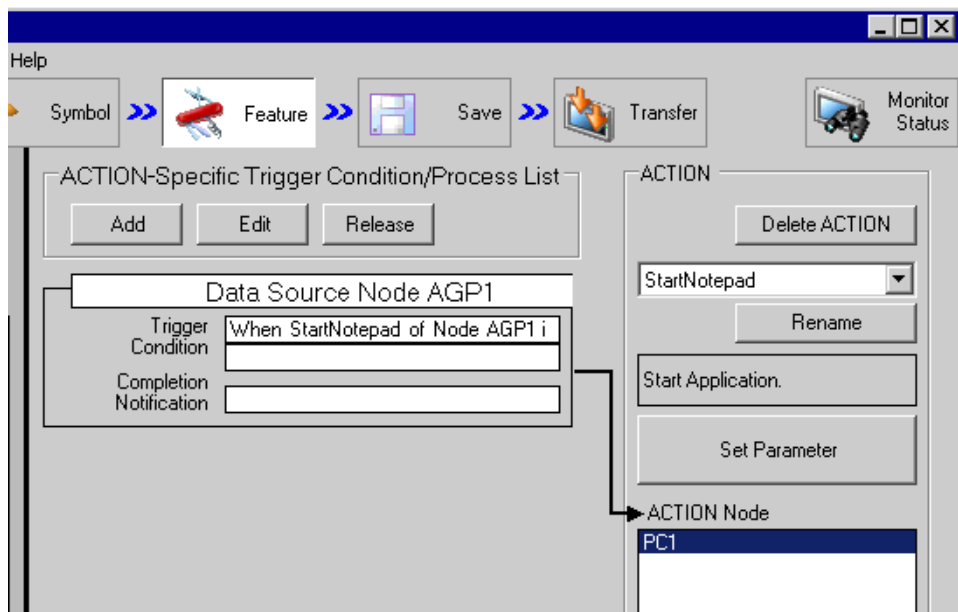 Help
Symbol Feature Save Transfer Monitor Status
ACTION-Specific Trigger Condition/Process List
Add Edit Release
Data Source Node AGP1
Trigger Condition
When StartNotepad of Node AGP1 i
Completion Notification
ACTION
Delete ACTION
StartNotepad
Rename
Start Application.
Set Parameter
ACTION Node
PC1